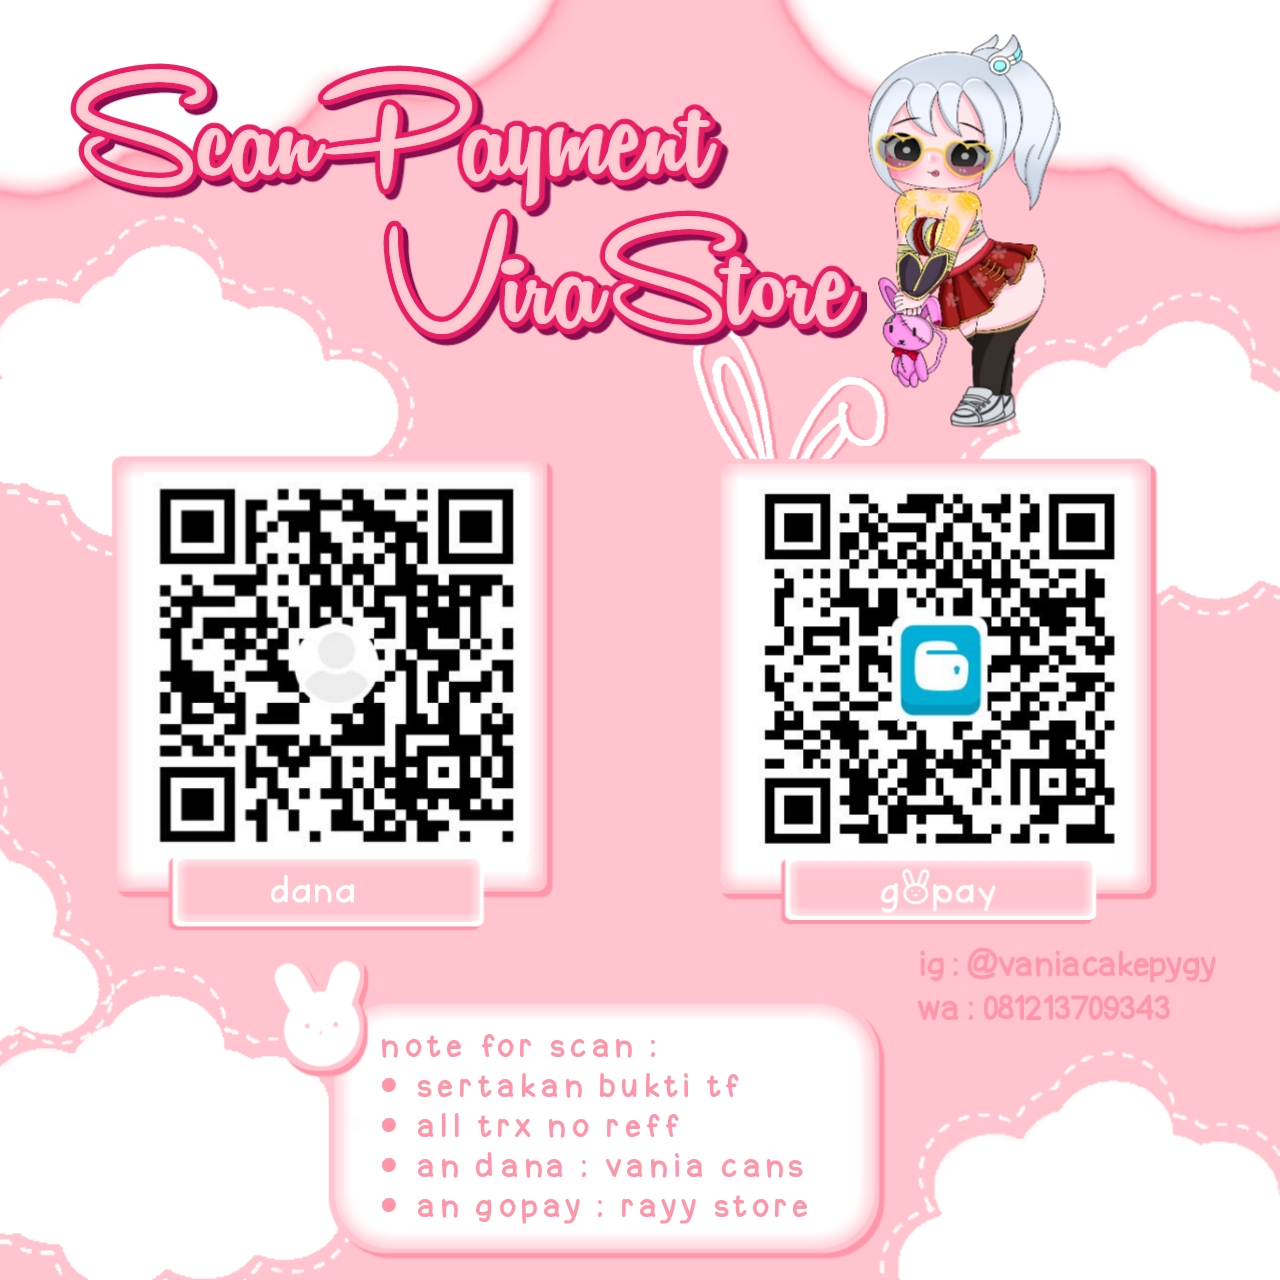 Scan Payment
Vira Store
dana
gopay
ig : @vaniacakepygy
wa : 081213709343
note for scan :
• sertakan bukti tf
• all trx no reff
• an dana : vania cans
• an gopay : rayy store